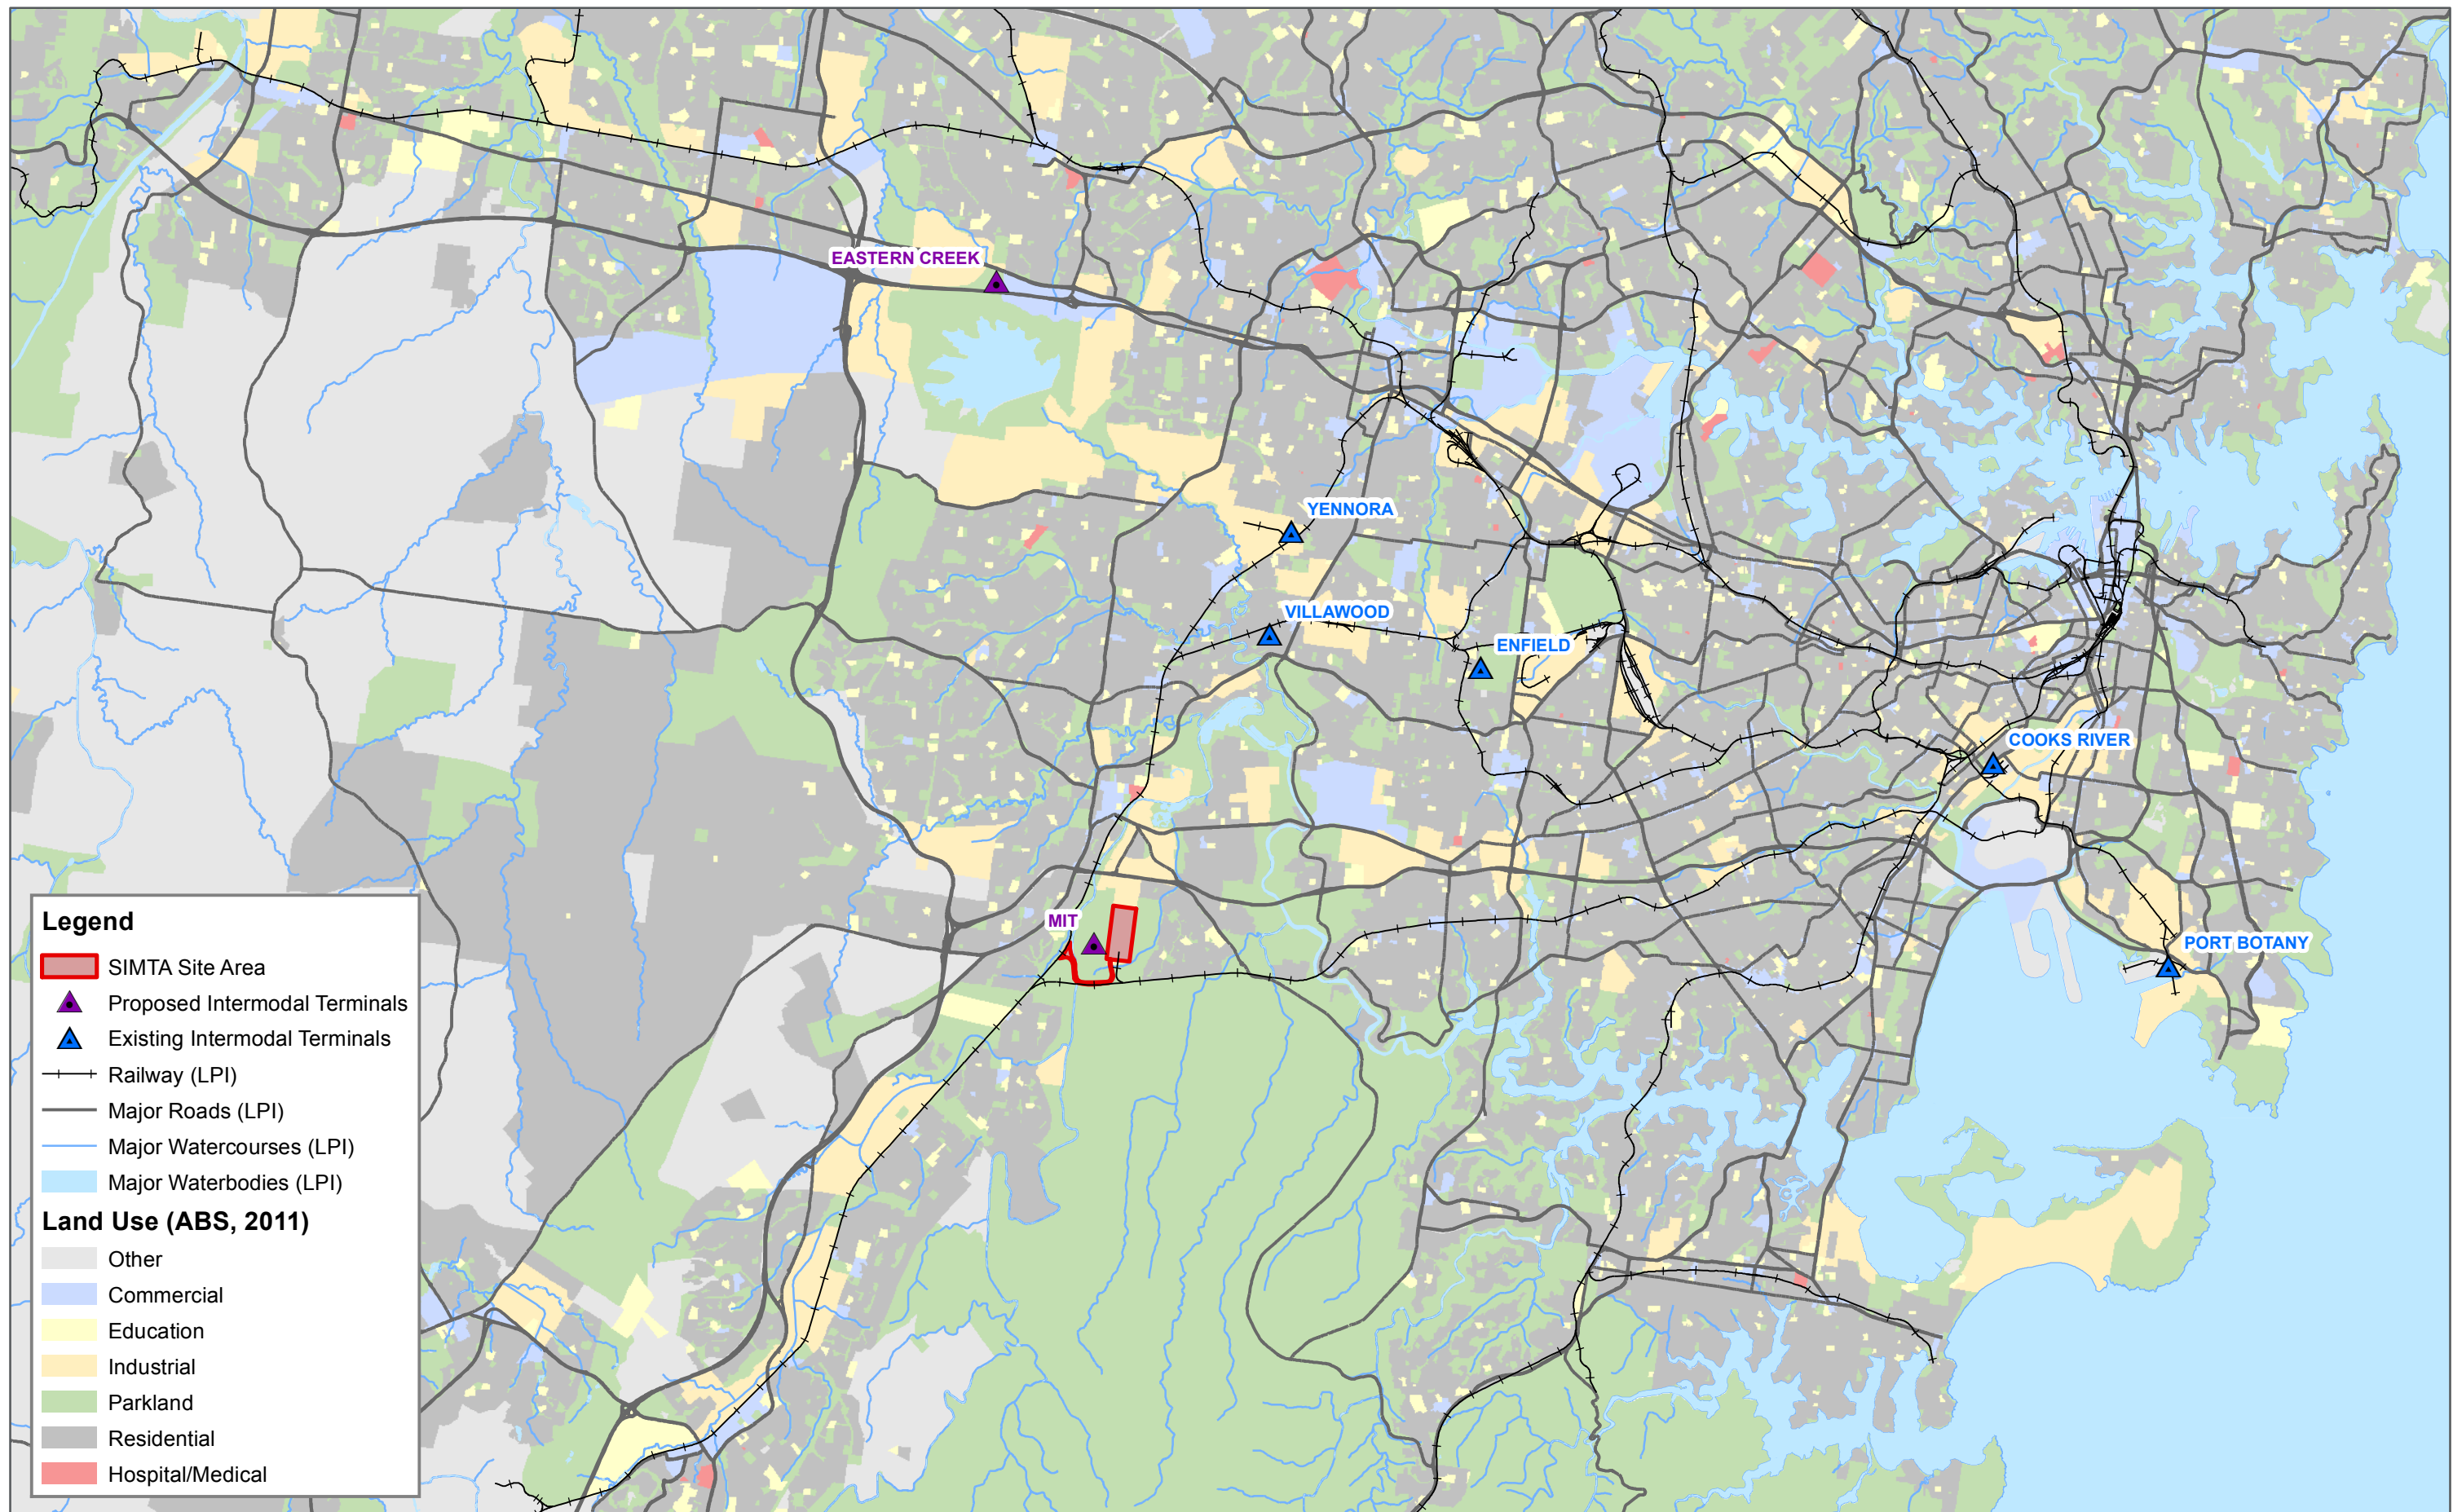 EASTERN CREEK
YENNORA
VILLAWOOD
ENFIELD
COOKS RIVER
MIT
PORT BOTANY
Legend
SIMTA Site Area
Proposed Intermodal Terminals
Existing Intermodal Terminals
Railway (LPI)
Major Roads (LPI)
Major Watercourses (LPI)
Major Waterbodies (LPI)
Land Use (ABS, 2011)
Other
Commercial
Education
Industrial
Parkland
Residential
Hospital/Medical